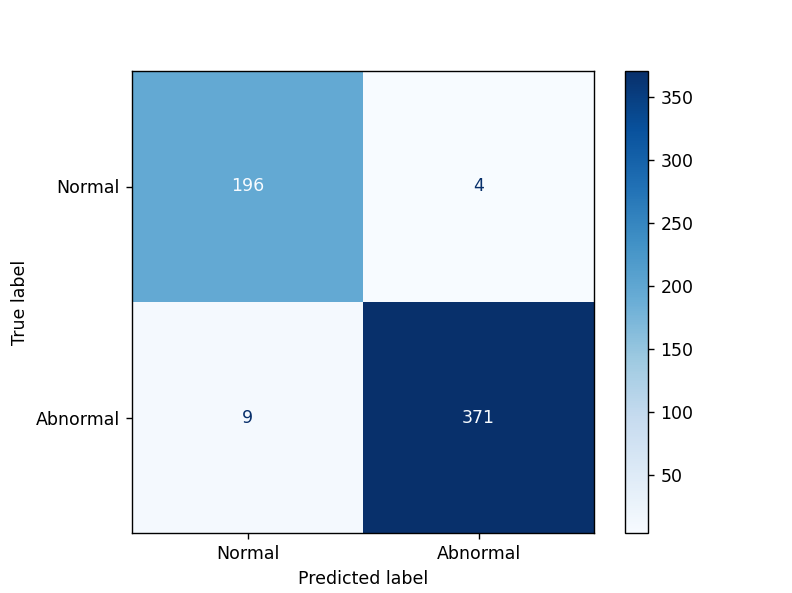 True label
Normal
196
4
Abnormal
9
371
Normal
Abnormal
Predicted label
350
300
250
200
150
100
50